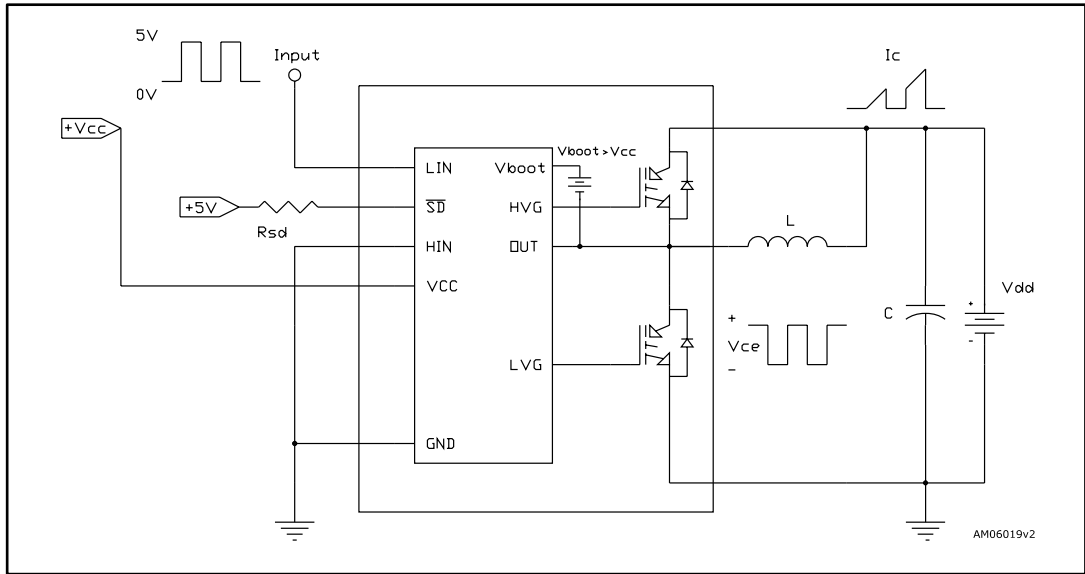 5V
Input
0V
Ic
+Vcc
Vboot>Vcc
LIN
Vboot
+5V
SD
HVG
Rsd
L
HIN
OUT
VCC
Vdd
+
C
+
-
Vce
-
LVG
GND
AM06019v2